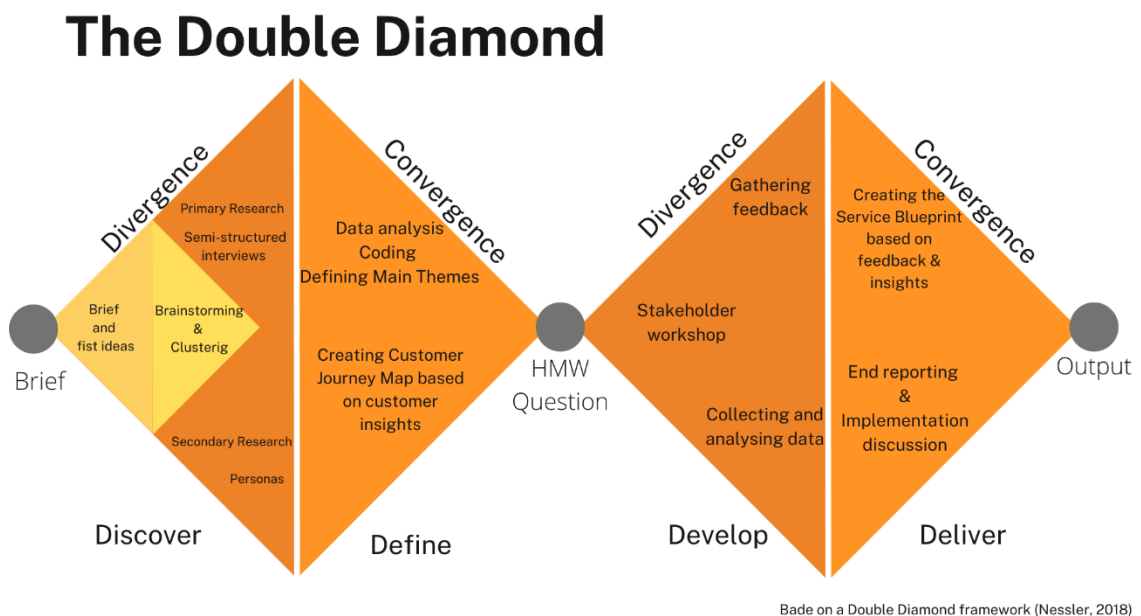 The Double Diamond
Divergence
Primary Research
Semi-structured
interviews
Brief
and
fist ideas
Brainstorming
&
Clusterig
Secondary Research
Personas
Brief
Discover
Convergence
Data analysis
Coding
Defining Main Themes
Creating Customer
Journey Map based
on customer
insights
Define
HMW
Question
Divergence
Gathering
feedback
Stakeholder
workshop
Collecting and
analysing data
Develop
Convergence
Creating the
Service Blueprint
based on
feedback &
insights
End reporting
&
Implementation
discussion
Deliver
Output
Bade on a Double Diamond framework (Nessler, 2018)